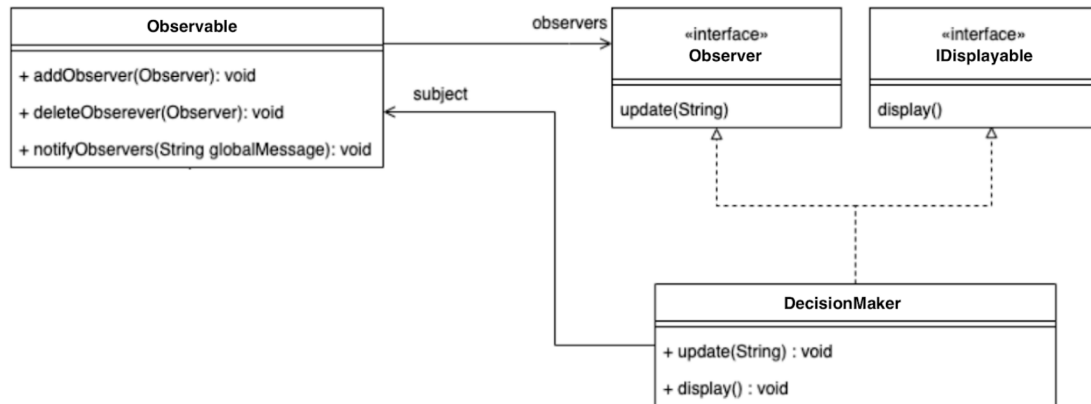 Observable
+ addObserver(Observer): void
+ deleteObserever(Observer): void
+ notifyObservers(String globalMessage): void
observers
subject
«interface»
Observer
update(String)
«interface»
IDisplayable
display()
DecisionMaker
+ update(String) : void
+ display() : void